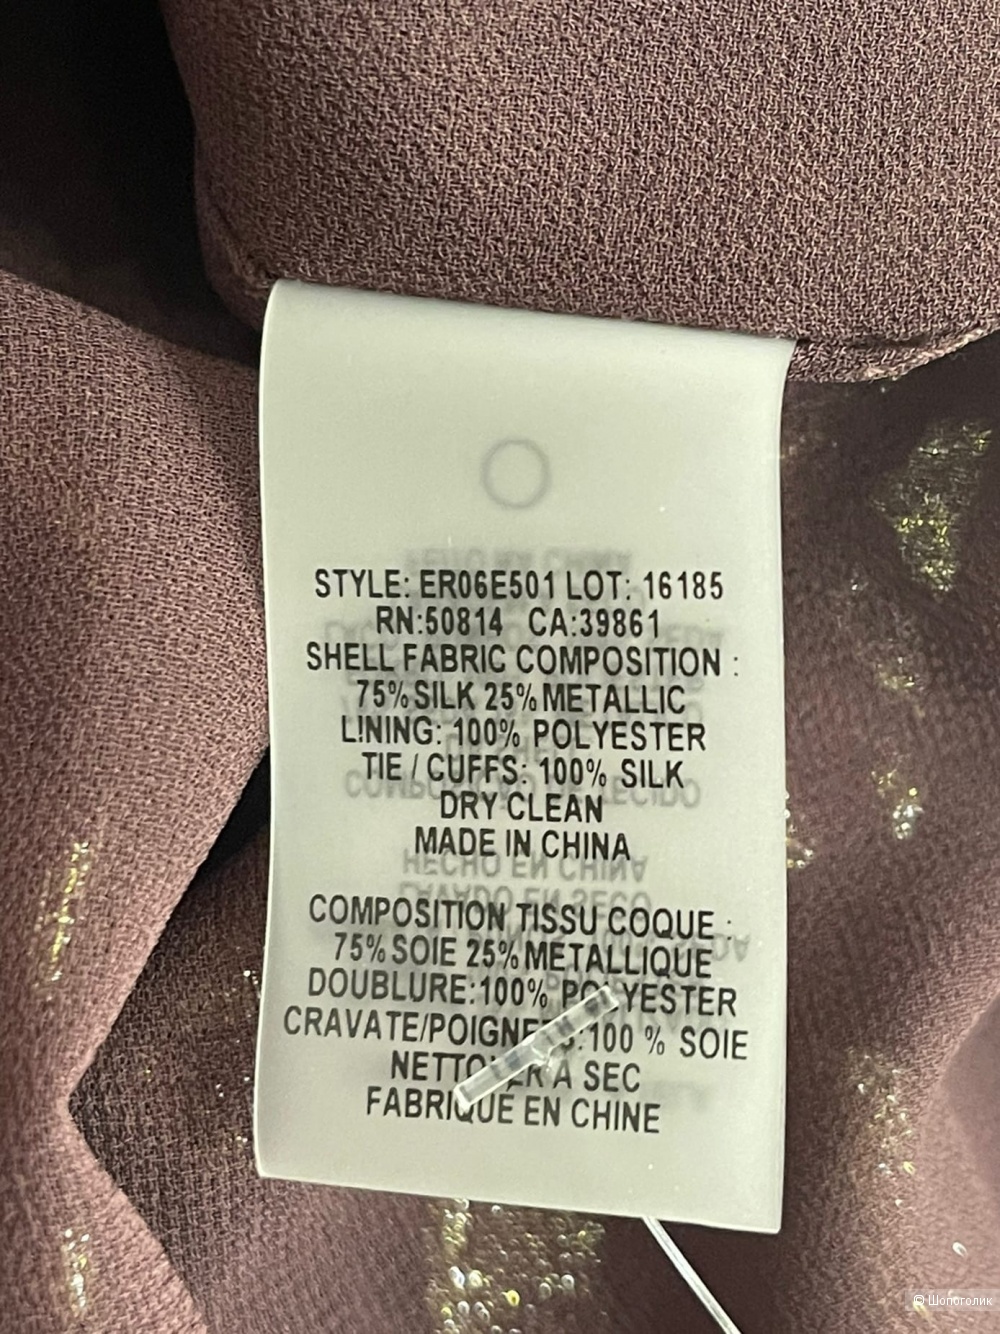 STYLE: ER06E501 LOT: 16185
RN:50814 CA:39861
SHELL FABRIC COMPOSITION :
75% SILK 25% METALLIC
LINING: 100% POLYESTER
TIE / CUFFS: 100% SILK
DRY CLEAN
MADE IN CHINA
COMPOSITION TISSU COQUE :
75% SOIE 25% METALLIQUE
DOUBLURE:100% POLYESTER
CRAVATE/POIGNETS:100 % SOIE
NETTOYER A SEC
FABRIQUE EN CHINE
© Шопоголик